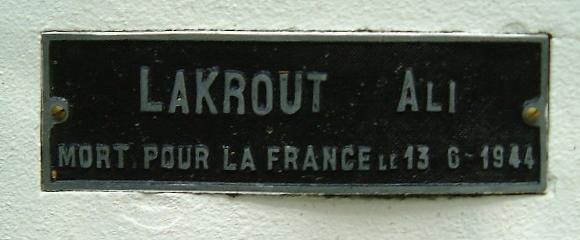 LAKROUT ALI
MORT. POUR LA FRANCE LE 13 6-1944